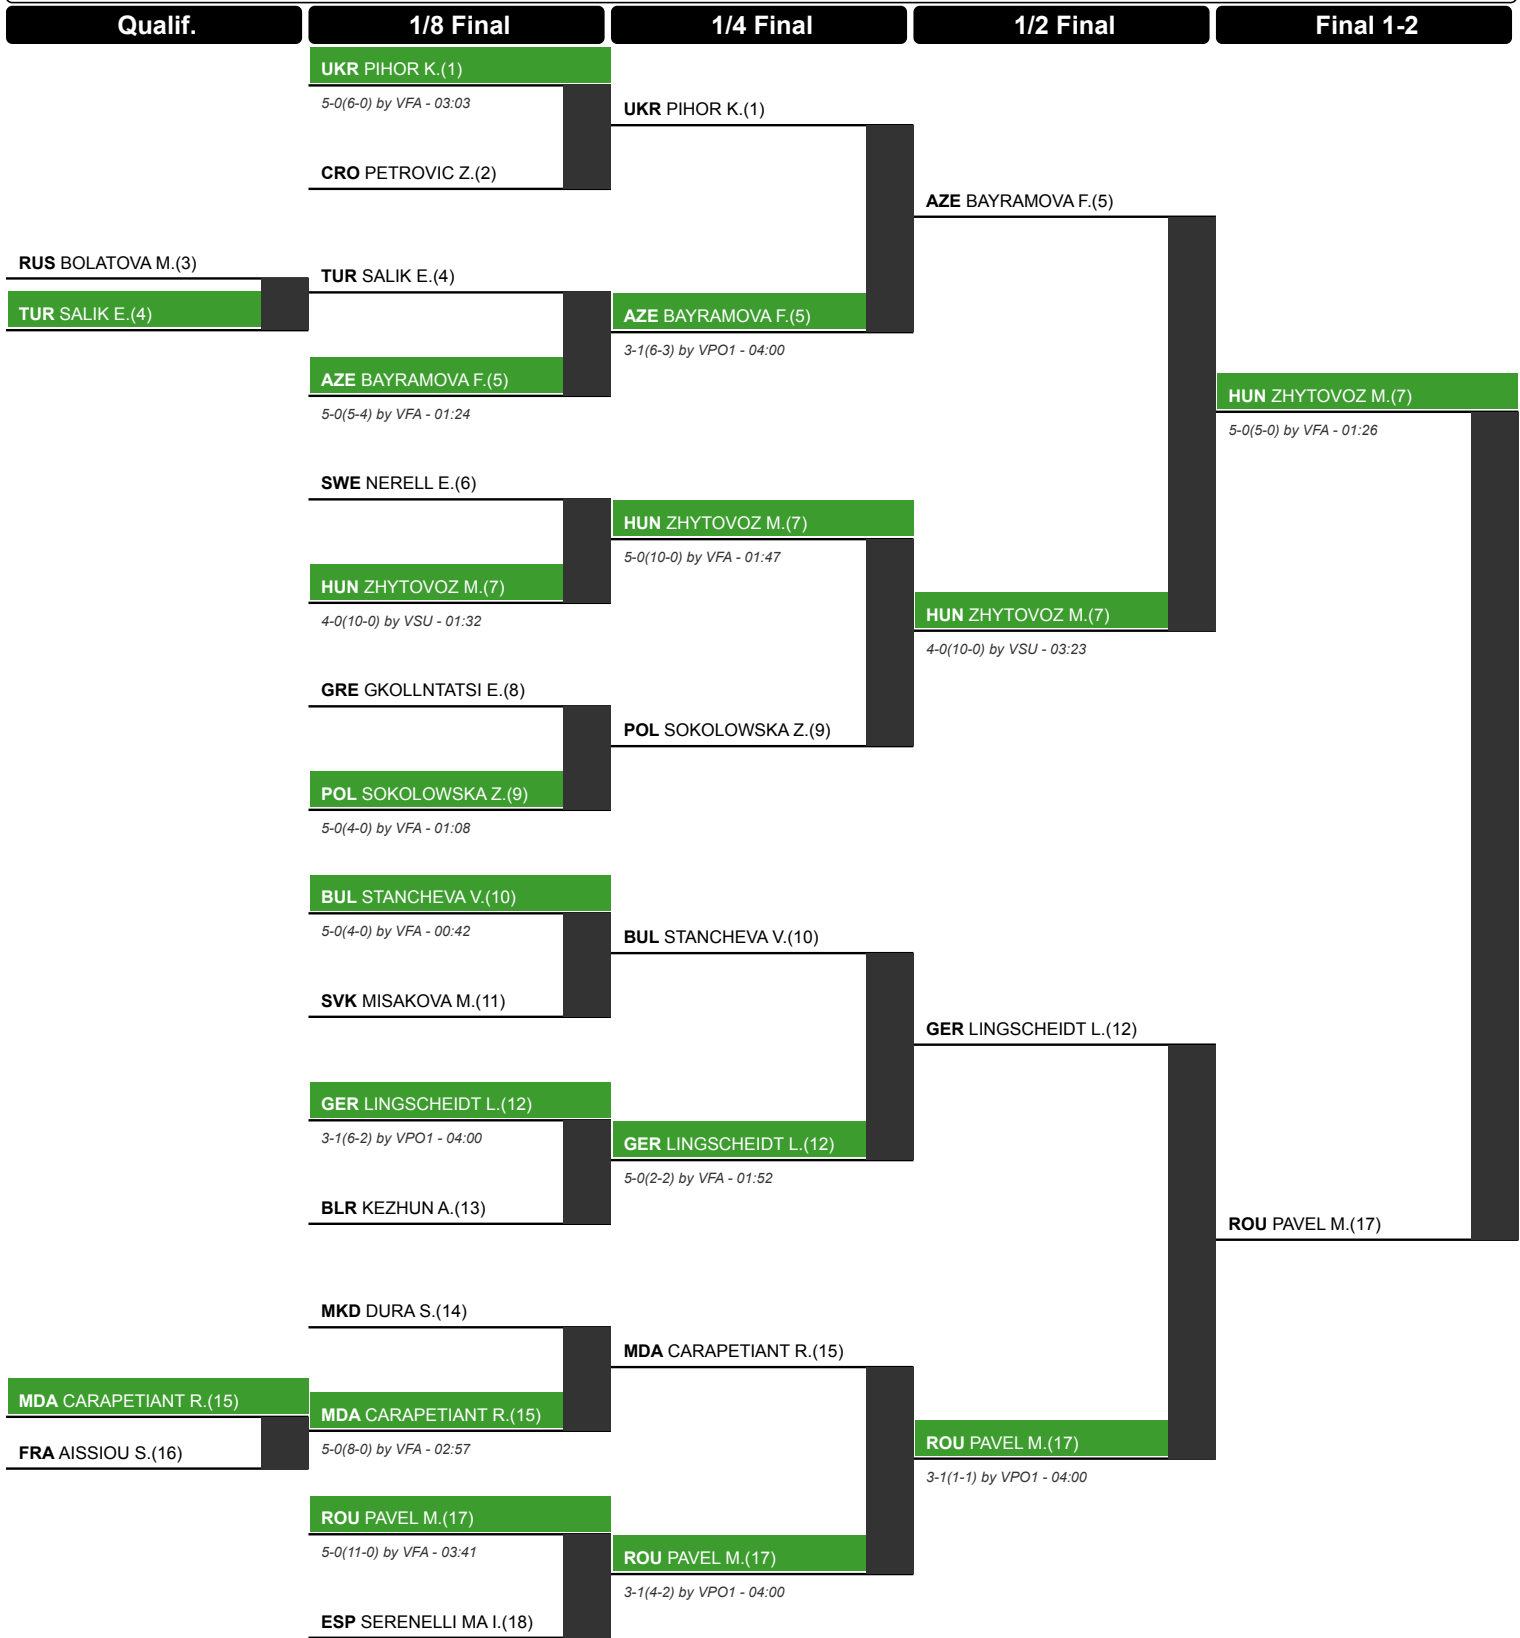 Qualif.
1/8 Final
1/4 Final
1/2 Final
Final 1-2
RUS BOLATOVA M.(3)
TUR SALIK E.(4)
MDA CARAPETIANT R.(15)
FRA AISSIOU S.(16)
UKR PIHOR K.(1)
5-0(6-0) by VFA - 03:03
CRO PETROVIC Z.(2)
TUR SALIK E.(4)
AZE BAYRAMOVA F.(5)
5-0(5-4) by VFA - 01:24
SWE NERELL E.(6)
HUN ZHYTOVOZ M.(7)
4-0(10-0) by VSU - 01:32
GRE GKOLLNTATSI E.(8)
POL SOKOLOWSKA Z.(9)
5-0(4-0) by VFA - 01:08
BUL STANCHEVA V.(10)
5-0(4-0) by VFA - 00:42
SVK MISAKOVA M.(11)
GER LINGSCHEIDT L.(12)
3-1(6-2) by VPO1 - 04:00
BLR KEZHUN A.(13)
MKD DURA S.(14)
MDA CARAPETIANT R.(15)
5-0(8-0) by VFA - 02:57
ROU PAVEL M.(17)
5-0(11-0) by VFA - 03:41
ESP SERENELLI MA I.(18)
UKR PIHOR K.(1)
AZE BAYRAMOVA F.(5)
3-1(6-3) by VPO1 - 04:00
HUN ZHYTOVOZ M.(7)
5-0(10-0) by VFA - 01:47
POL SOKOLOWSKA Z.(9)
BUL STANCHEVA V.(10)
GER LINGSCHEIDT L.(12)
5-0(2-2) by VFA - 01:52
MDA CARAPETIANT R.(15)
ROU PAVEL M.(17)
3-1(4-2) by VPO1 - 04:00
AZE BAYRAMOVA F.(5)
HUN ZHYTOVOZ M.(7)
4-0(10-0) by VSU - 03:23
GER LINGSCHEIDT L.(12)
ROU PAVEL M.(17)
3-1(1-1) by VPO1 - 04:00
HUN ZHYTOVOZ M.(7)
5-0(5-0) by VFA - 01:26
ROU PAVEL M.(17)